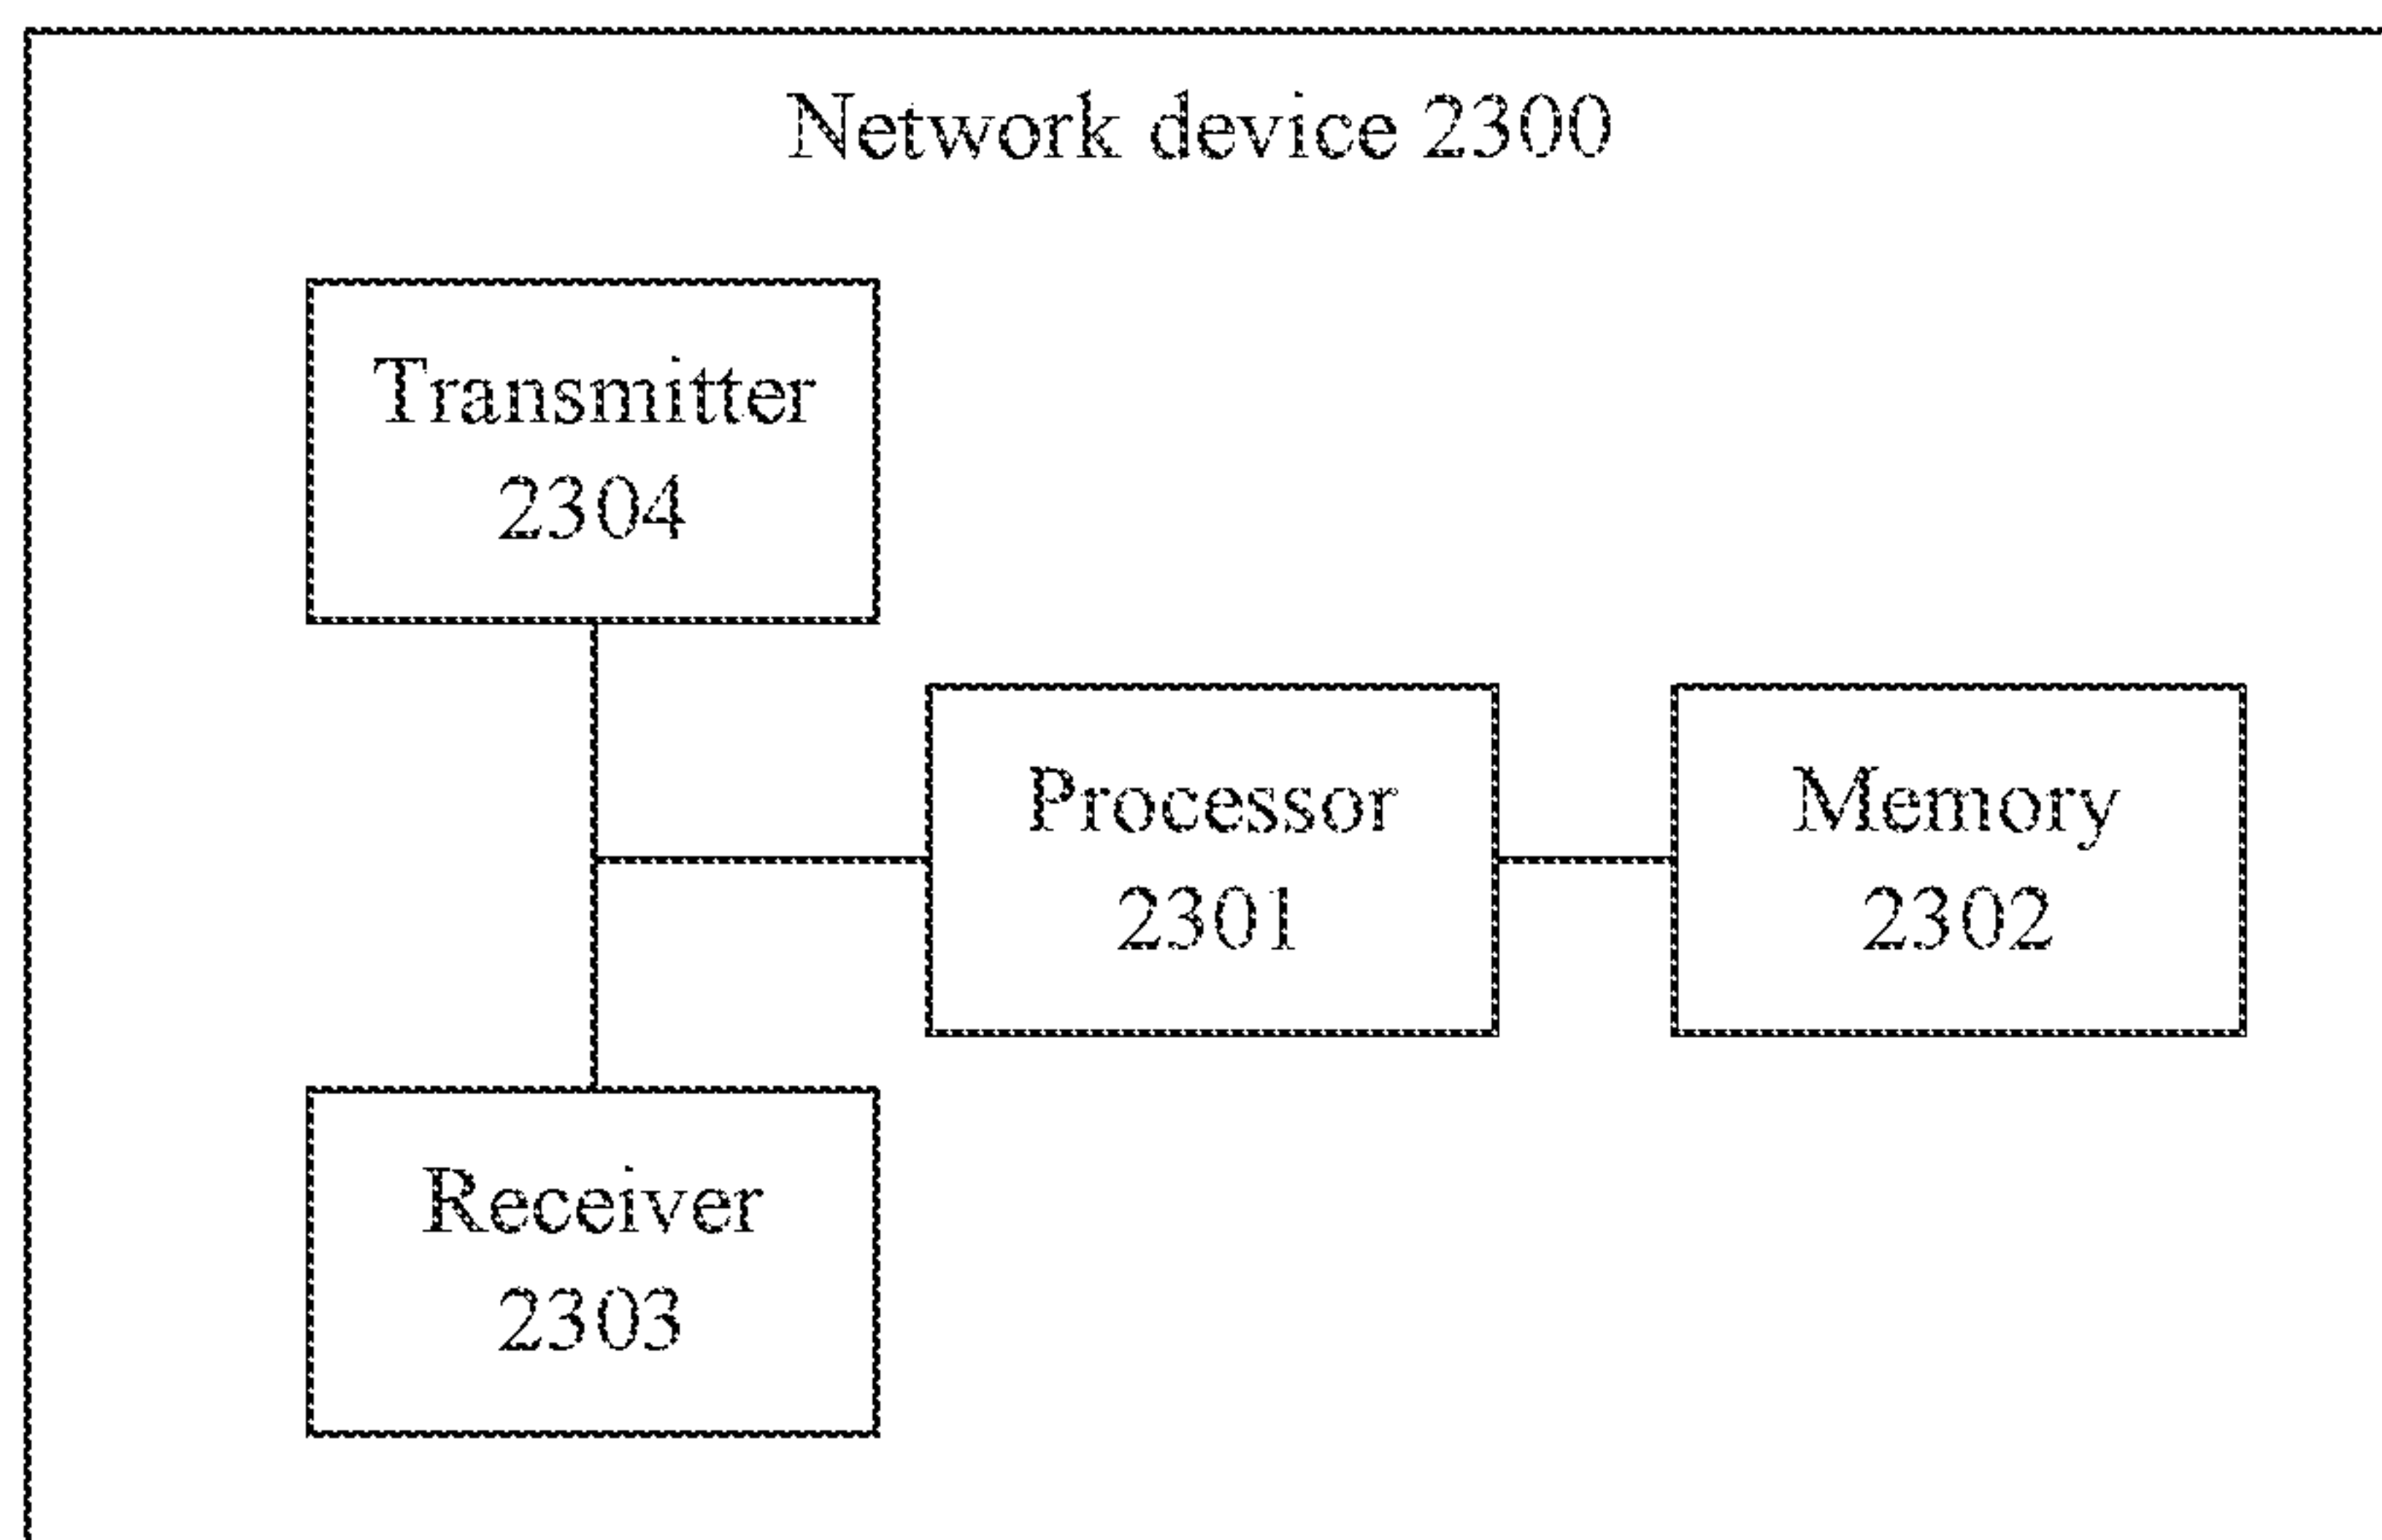 Network device 2300
Transmitter
2304
Processor
2301
Memory
2302
Receiver
2303